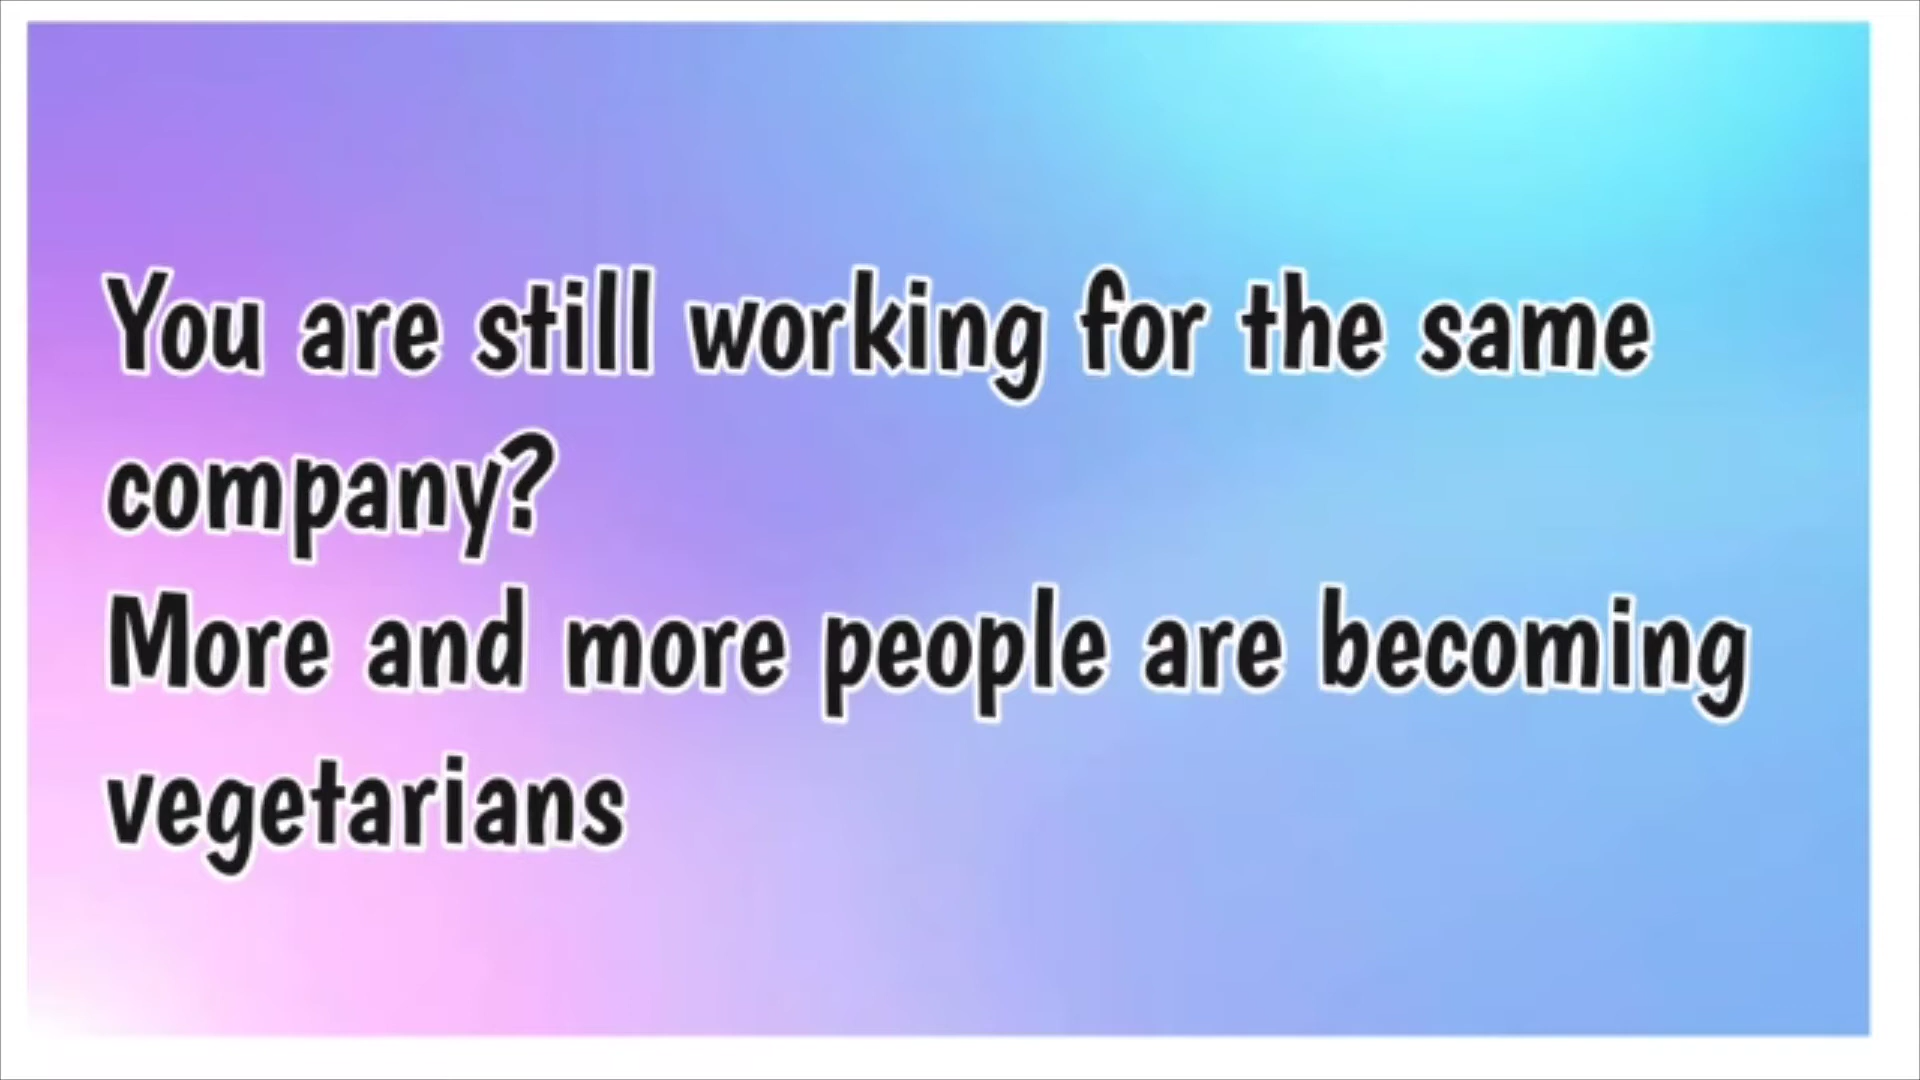 You are still working for the same
company?
More and more people are becoming
vegetarians